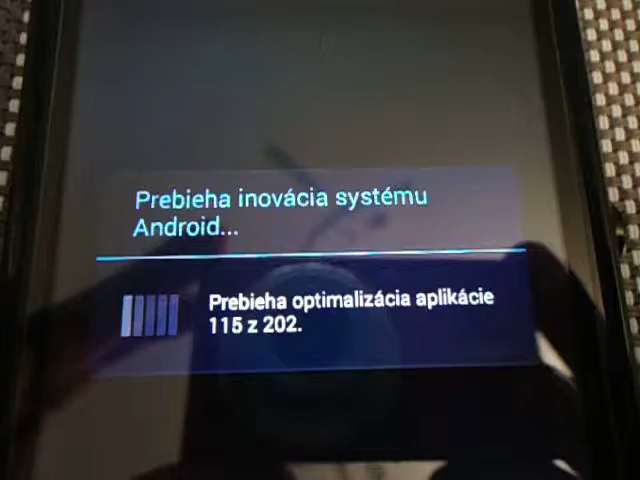 Prebieha inovácia systému
Android...
Prebieha optimalizácia aplikácie
115 z 202.